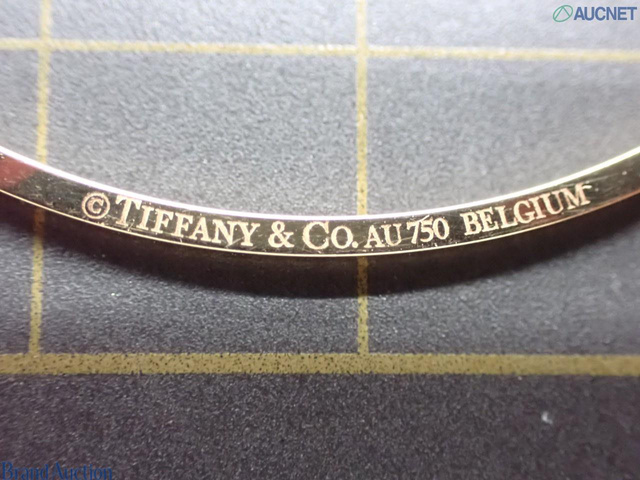 AUCNET
©TIFFANY & CO. AU750 BELGIUM
Brand Auction